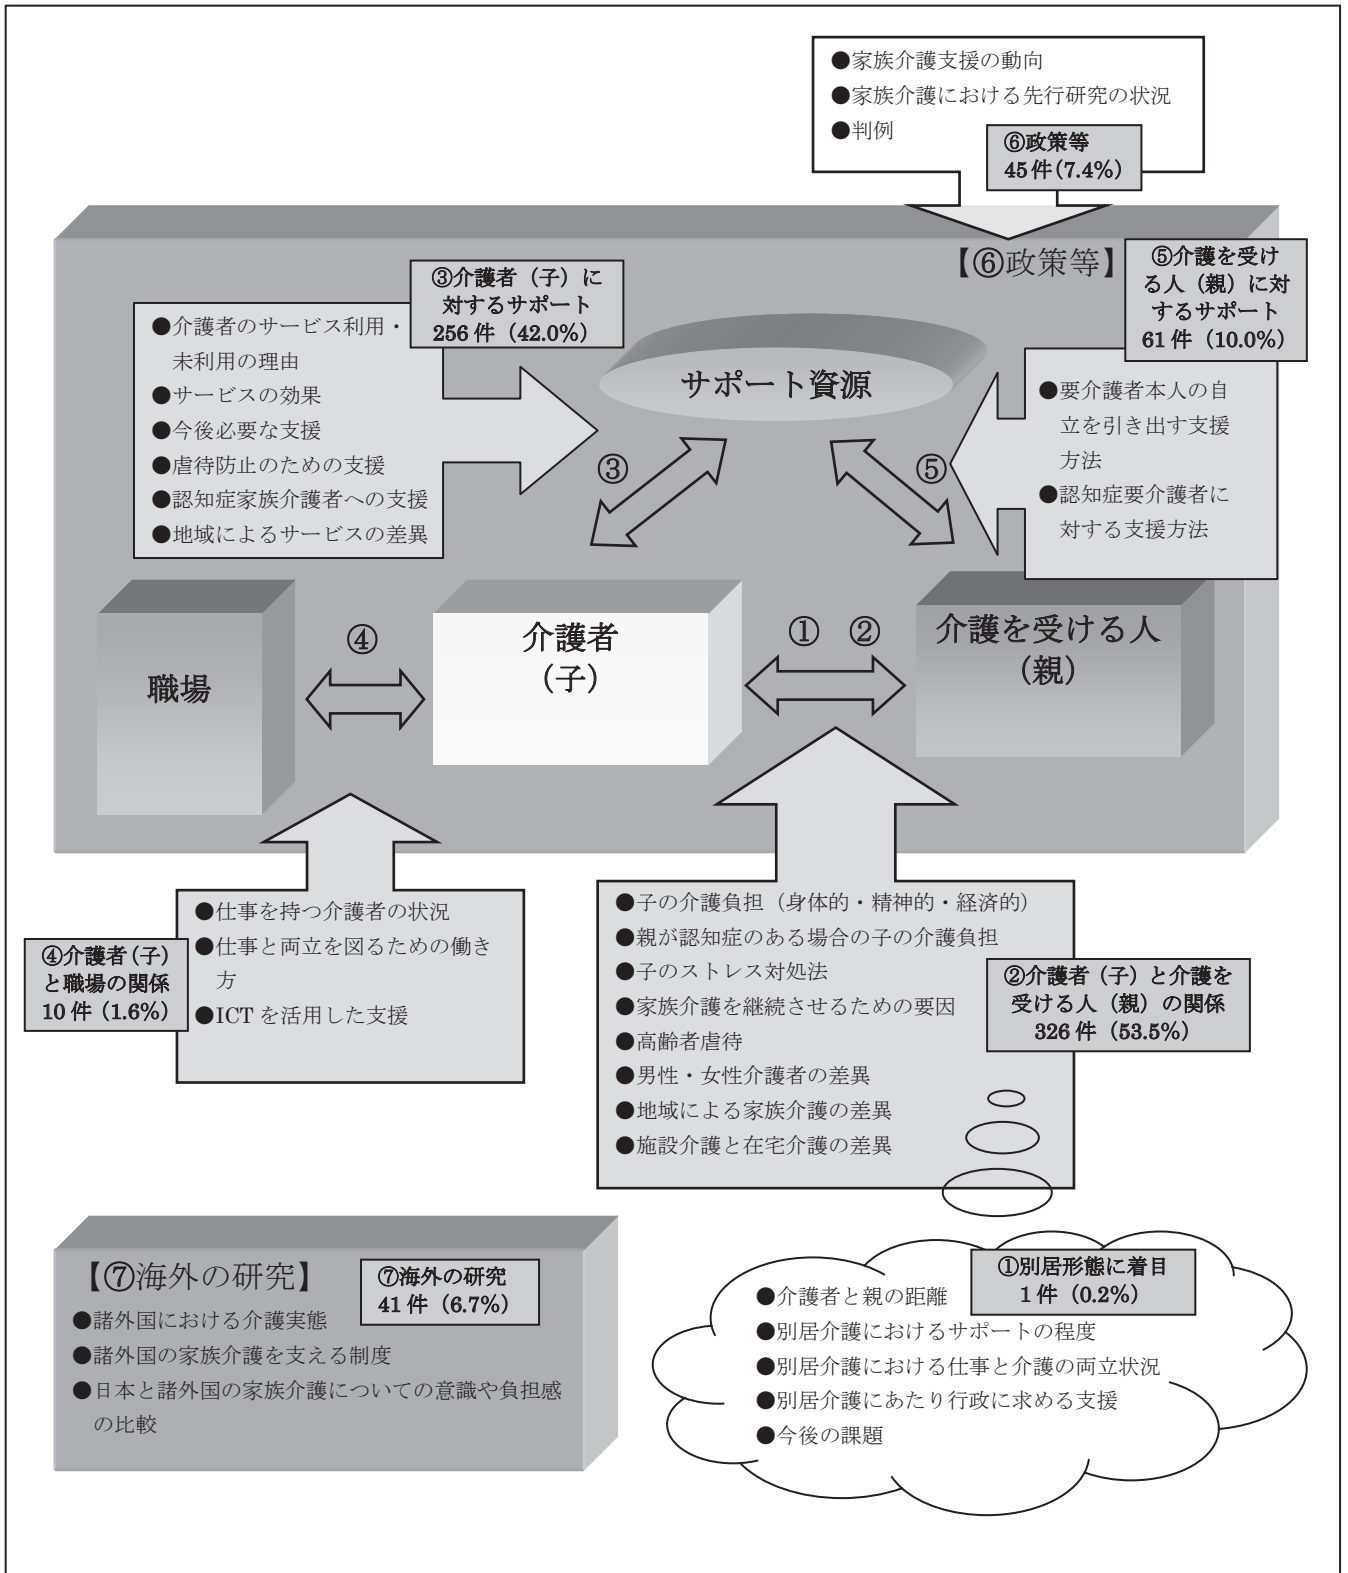 ●家族介護支援の動向
●家族介護における先行研究の状況
●判例
⑥政策等
45件(7.4%)
【⑥政策等】
⑤介護を受け
る人（親）に対
するサポート
61件（10.0%）
③介護者（子）に
対するサポート
256件（42.0%）
●介護者のサービス利用・
未利用の理由
●サービスの効果
●今後必要な支援
●虐待防止のための支援
●認知症家族介護者への支援
●地域によるサービスの差異
サポート資源
●要介護者本人の自
立を引き出す支援
方法
●認知症要介護者に
対する支援方法
③
⑤
職場
④
介護者
（子）
① ②
介護を受ける人
（親）
●仕事を持つ介護者の状況
●仕事と両立を図るための働き
方
●ICTを活用した支援
④介護者(子)
と職場の関係
10件（1.6%）
●子の介護負担（身体的・精神的・経済的）
●親が認知症のある場合の子の介護負担
●子のストレス対処法
●家族介護を継続させるための要因
●高齢者虐待
●男性・女性介護者の差異
●地域による家族介護の差異
●施設介護と在宅介護の差異
②介護者（子）と介護を
受ける人（親）の関係
326件（53.5%）
【⑦海外の研究】
⑦海外の研究
41件（6.7%）
●諸外国における介護実態
●諸外国の家族介護を支える制度
●日本と諸外国の家族介護についての意識や負担感
の比較
①別居形態に着目
1件（0.2%）
●介護者と親の距離
●別居介護におけるサポートの程度
●別居介護における仕事と介護の両立状況
●別居介護にあたり行政に求める支援
●今後の課題